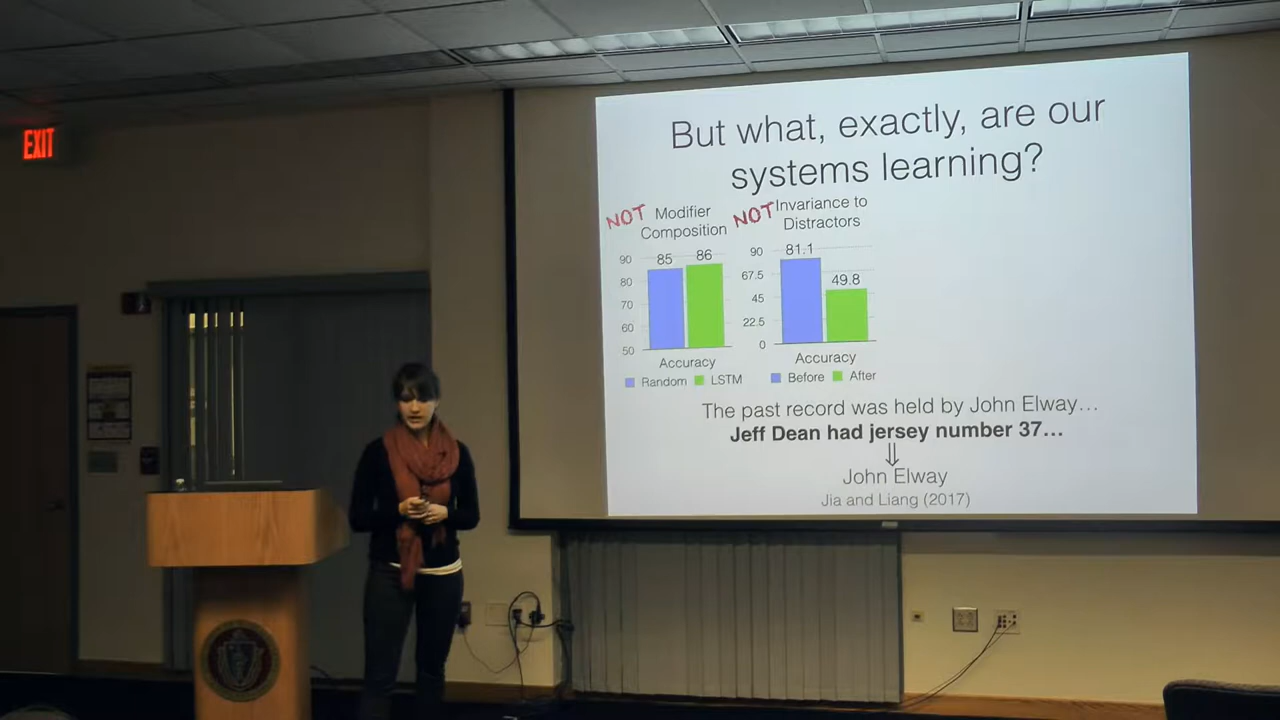 EXIT
But what, exactly, are our
systems learning?
NOT Modifier
Composition
90
80
70
60
50
85 86
Accuracy
Random LSTM
NOT Invariance to
Distractors
90
67.5
45
22.5
0
81.1
49.8
Accuracy
Before After
The past record was held by John Elway…
Jeff Dean had jersey number 37…
⇓
John Elway
Jia and Liang (2017)